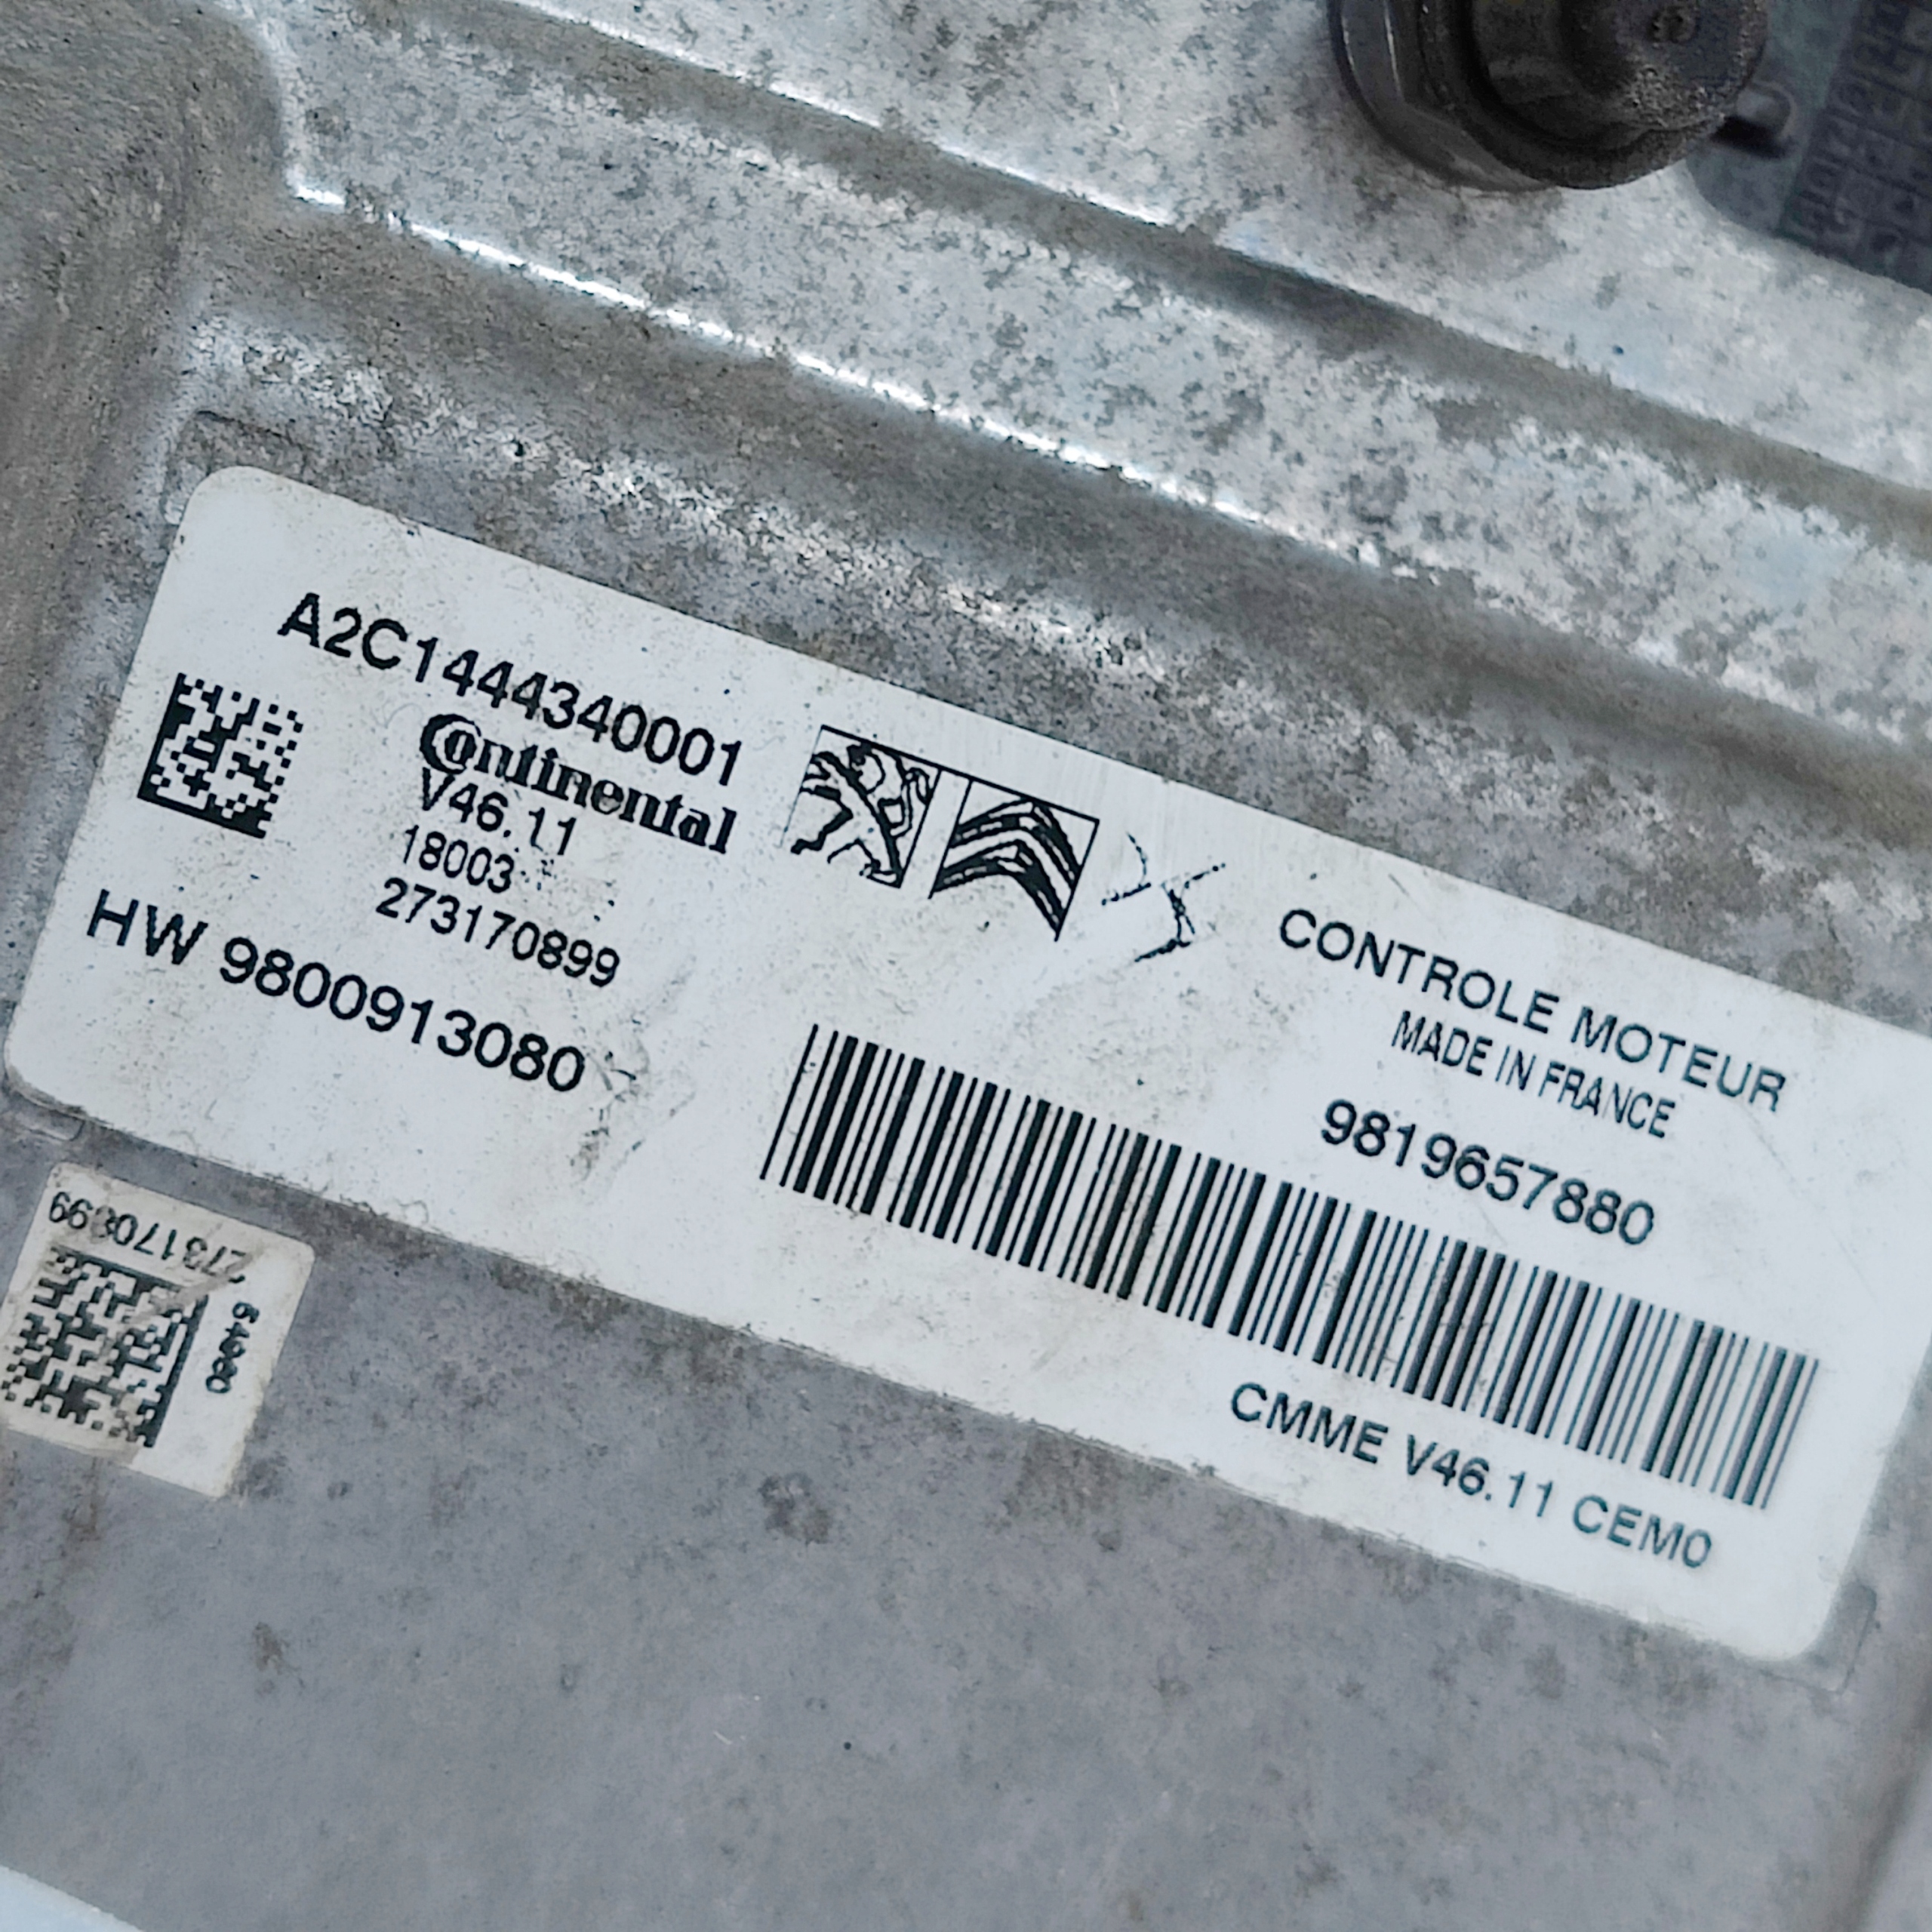 A2C1444340001
Continental
V46.11
18003
273170899
HW 9800913080
CONTROLE MOTEUR
MADE IN FRANCE
9819657880
CMME V46.11 CEM0
273170899
54980